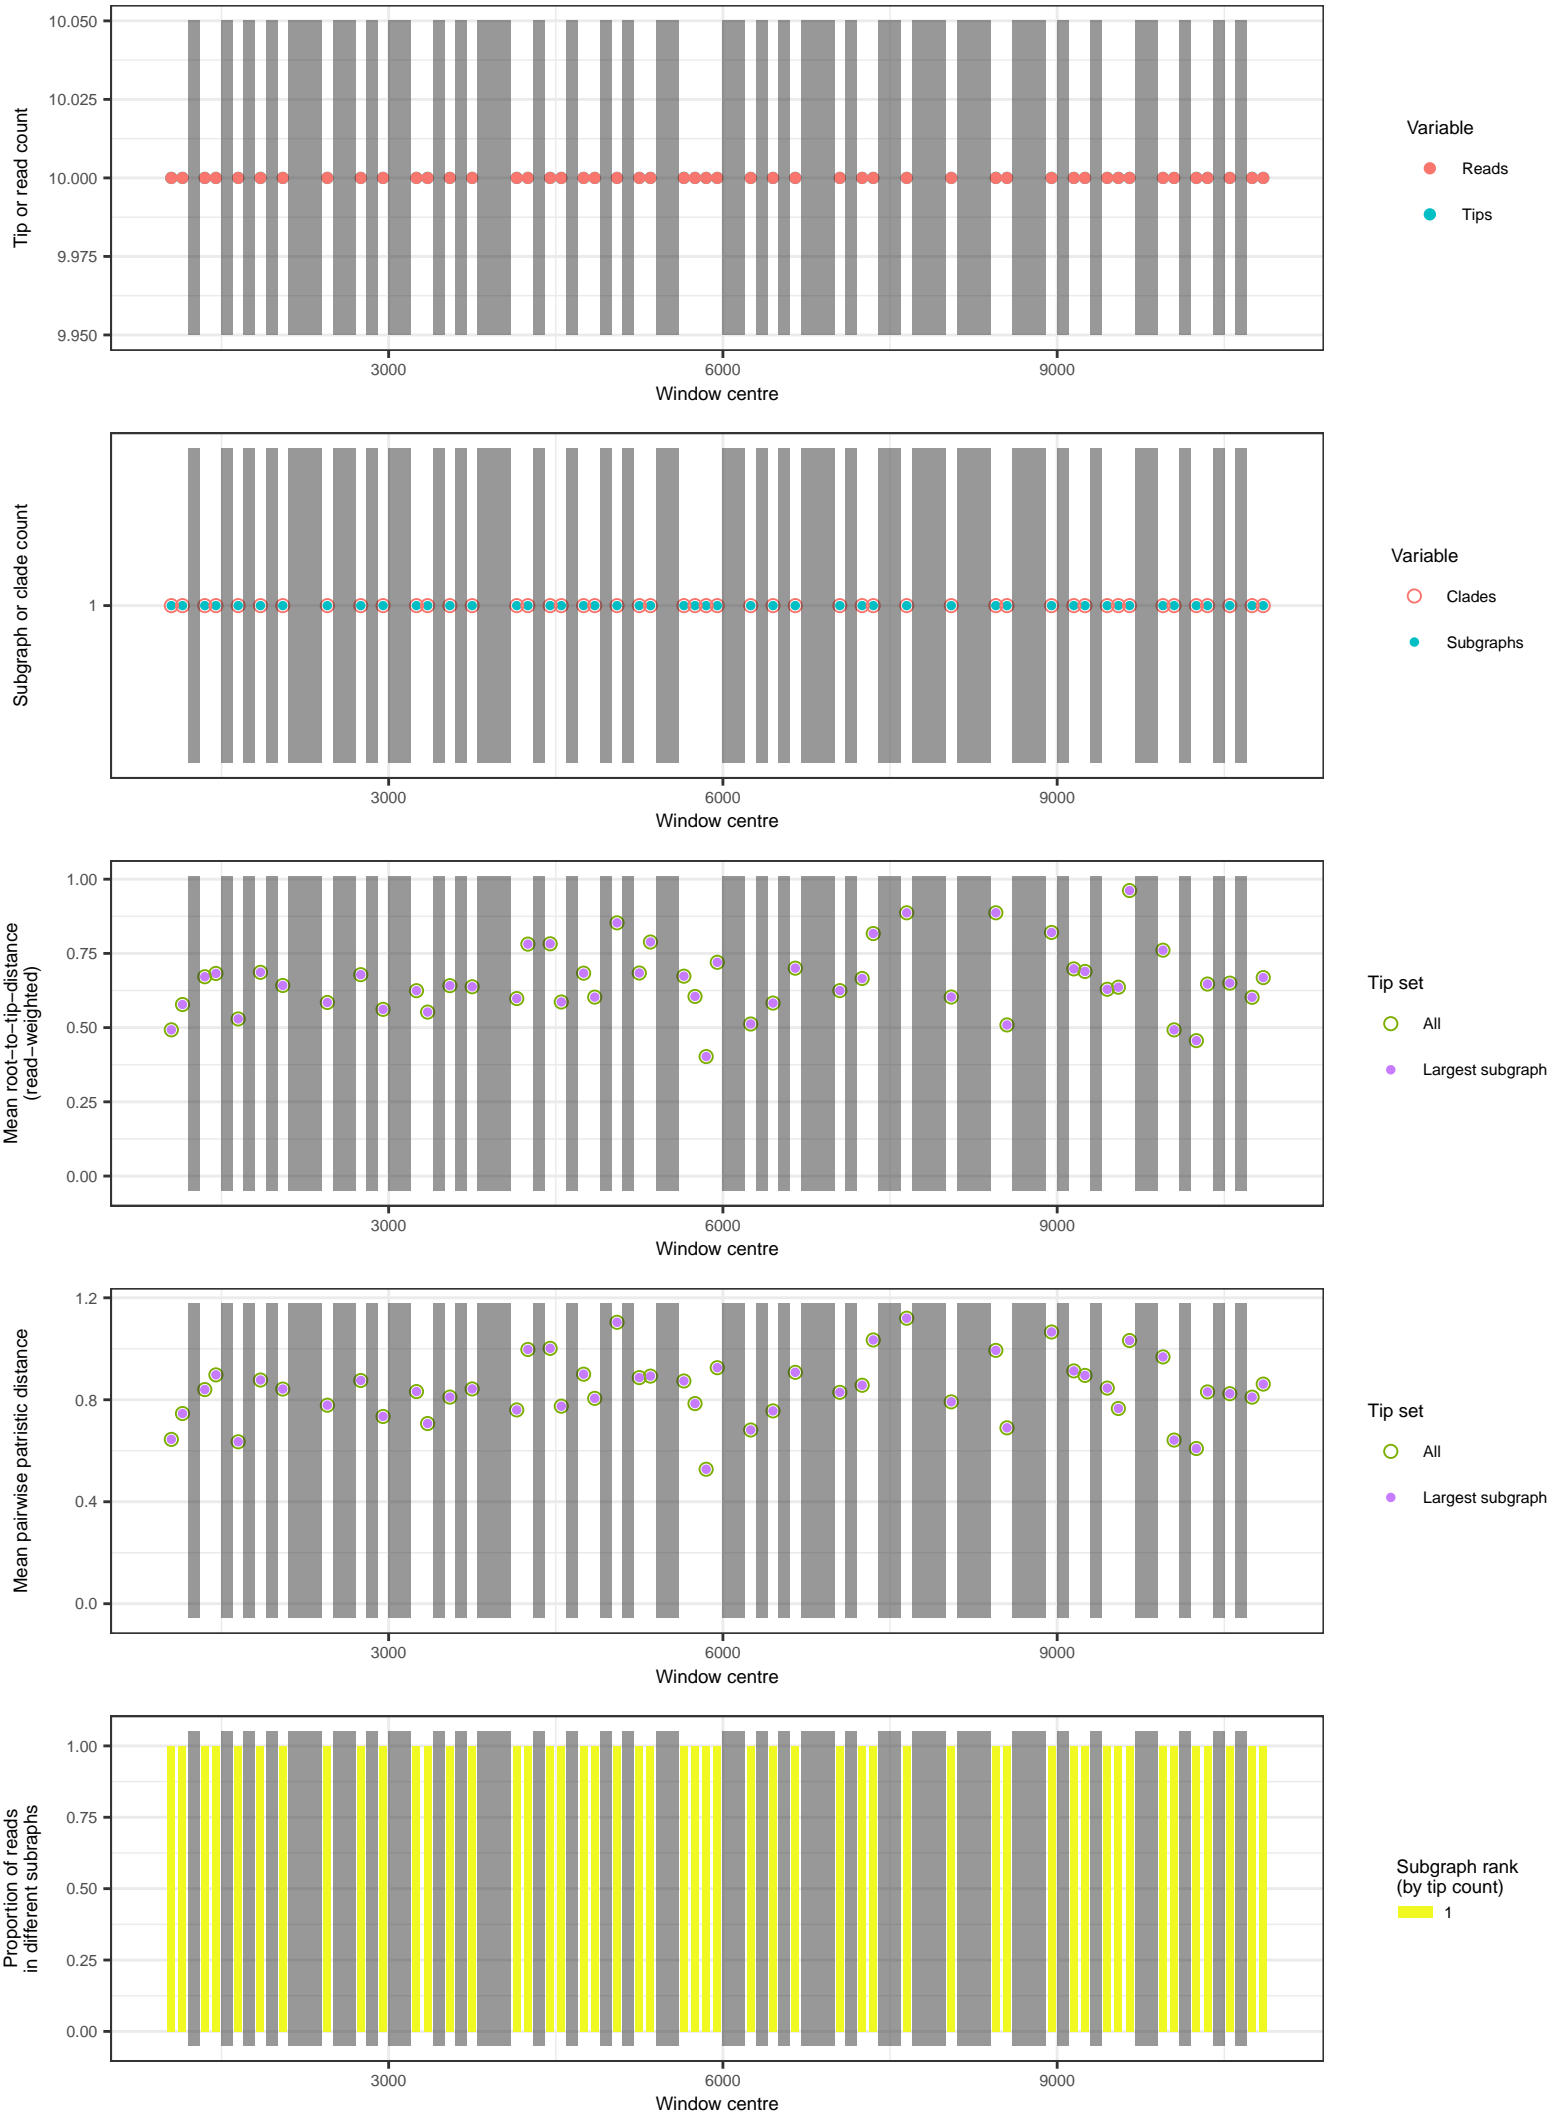 10.050
10.025
10.000
9.975
9.950
Tip or read count
3000
6000
9000
Window centre
Variable
Reads
Tips
1
Subgraph or clade count
3000
6000
9000
Window centre
Variable
Clades
Subgraphs
1.00
0.75
0.50
0.25
0.00
Mean root−to−tip−distance
(read−weighted)
3000
6000
9000
Window centre
Tip set
All
Largest subgraph
1.2
0.8
0.4
0.0
Mean pairwise patristic distance
3000
6000
9000
Window centre
Tip set
All
Largest subgraph
1.00
0.75
0.50
0.25
0.00
Proportion of reads
in different subraphs
3000
6000
9000
Window centre
Subgraph rank
(by tip count)
1